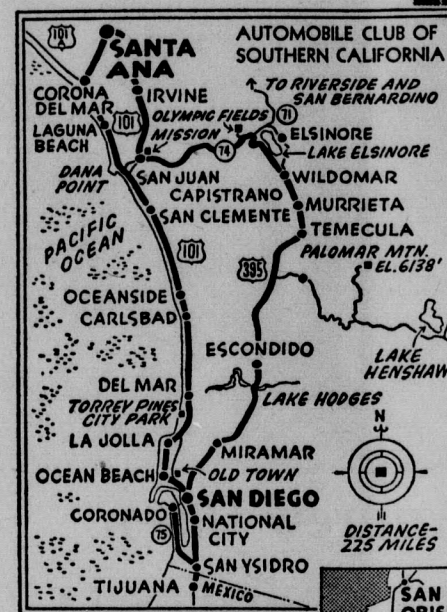 101
A
SANTA
ANA
AUTOMOBILE CLUB OF
SOUTHERN CALIFORNIA
TO RIVERSIDE AND
SAN BERNARDINO
CORONA
DEL MAR
IRVINE
71
LAGUNA
BEACH
101
OLYMPIC FIELDS
MISSION
74
ELSINORE
LAKE ELSINORE
DANA
POINT
SAN JUAN
CAPISTRANO
WILDOMAR
SAN CLEMENTE
MURRIETA
TEMECULA
PACIFIC
OCEAN
101
395
PALOMAR MTN.
EL. 6138'
OCEANSIDE
CARLSBAD
ESCONDIDO
LAKE
HENSHAW
DEL MAR
TORREY PINES
CITY PARK
LAKE HODGES
N
LA JOLLA
MIRAMAR
OCEAN BEACH
OLD TOWN
SAN DIEGO
CORONADO
75
NATIONAL
CITY
DISTANCE-
225 MILES
SAN YSIDRO
TIJUANA
MEXICO
SAN